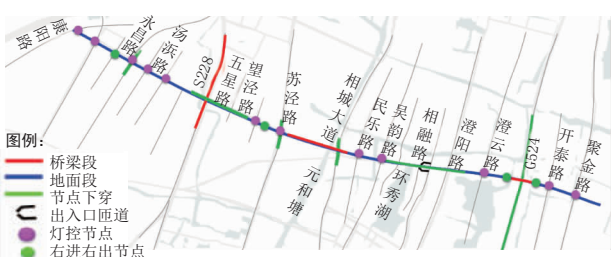 康阳路
永昌路
汤浜路
S228
五星路
望泾路
苏泾路
相城大道
元和塘
民乐路
吴韵路
环秀湖
相融路
澄阳路
澄云路
G524
开泰路
聚金路
图例:
桥梁段
地面段
节点下穿
出入口匝道
灯控节点
右进右出节点